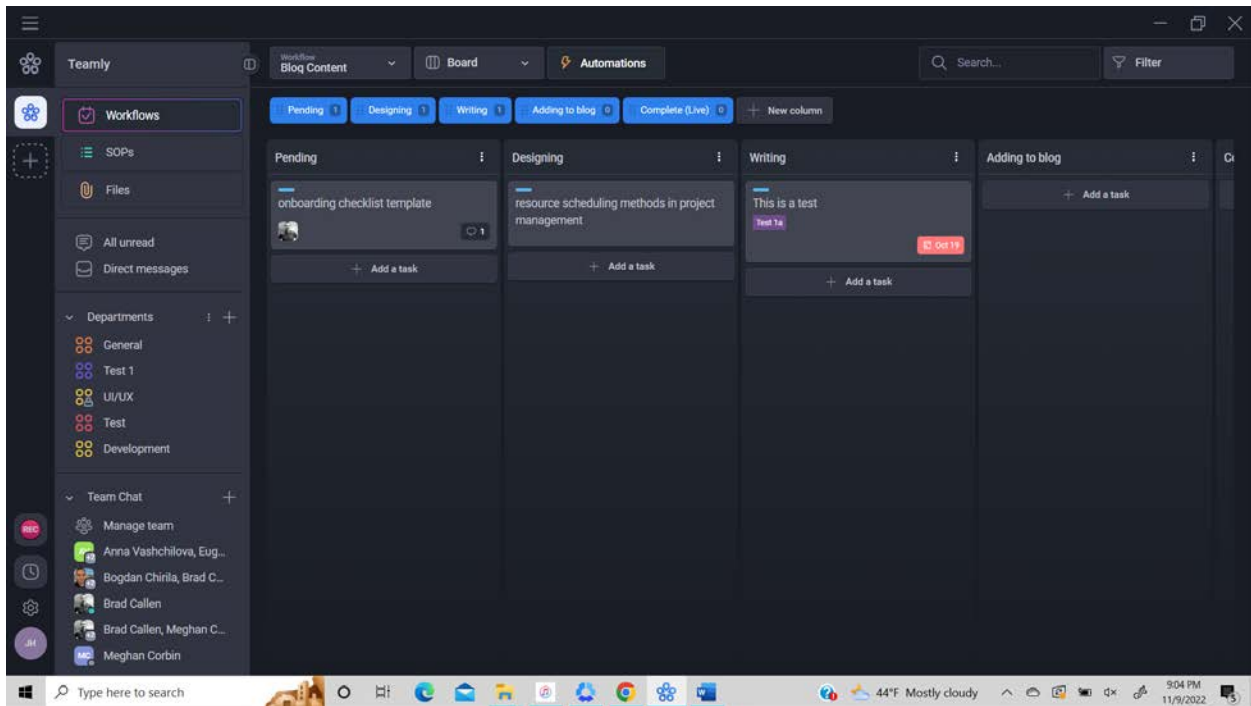 Teamly
Workflow
Blog Content
Board
Automations
Search...
Filter
Workflows
SOPs
Files
All unread
Direct messages
Departments
General
Test 1
UI/UX
Test
Development
Team Chat
Manage team
Anna Vashchilova, Eug...
Bogdan Chirila, Brad C...
Brad Callen
Brad Callen, Meghan C...
MC
Meghan Corbin
REC
JH
Pending 1
Designing 1
Writing 1
Adding to blog 0
Complete (Live) 0
New column
Pending
onboarding checklist template
1
Add a task
Designing
resource scheduling methods in project
management
Add a task
Writing
This is a test
Test 1a
Oct 19
Add a task
Adding to blog
Add a task
Type here to search
44°F Mostly cloudy
9:04 PM
11/9/2022